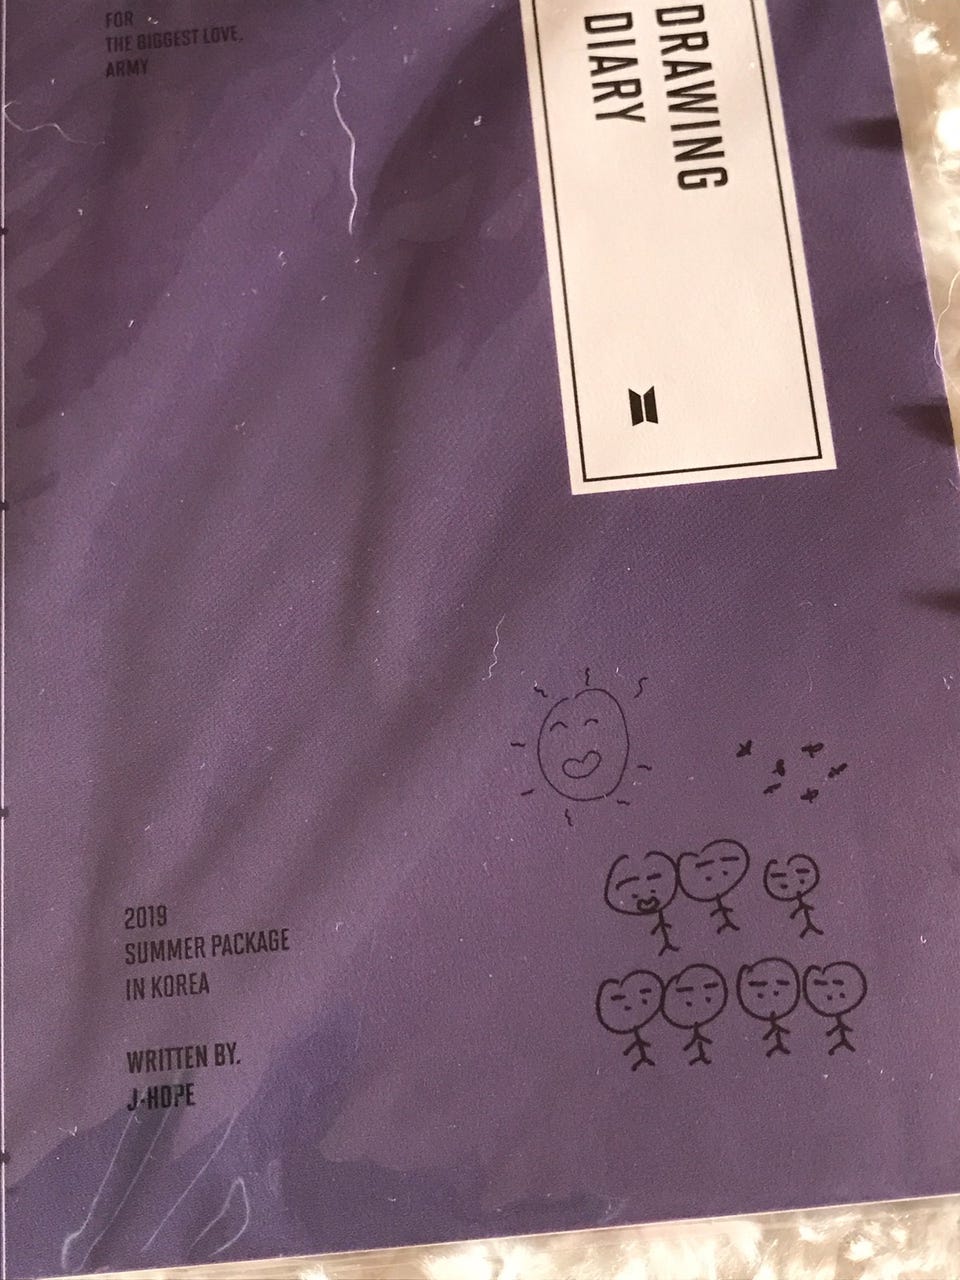 FOR
THE BIGGEST LOVE,
ARMY
DRAWING
DIARY
2019
SUMMER PACKAGE
IN KOREA
WRITTEN BY.
J-HOPE